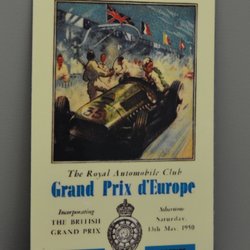 The Royal Automobile Club
Grand Prix d'Europe
Incorporating
THE BRITISH
GRAND PRIX
Silverstone
Saturday,
13th May, 1950